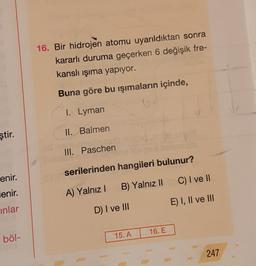 16. Bir hidrojen atomu uyarıldıktan sonra
kararlı duruma geçerken 6 değişik fre-
kanslı ışıma yapıyor.
Buna göre bu ışımaların içinde,
I. Lyman
II. Balmen
III. Paschen
serilerinden hangileri bulunur?
A) Yalnız I B) Yalnız II C) I ve II
D) I ve III E) I, II ve III
15. A 16. E
247
ştir.
enir.
enir.
ınlar
böl-